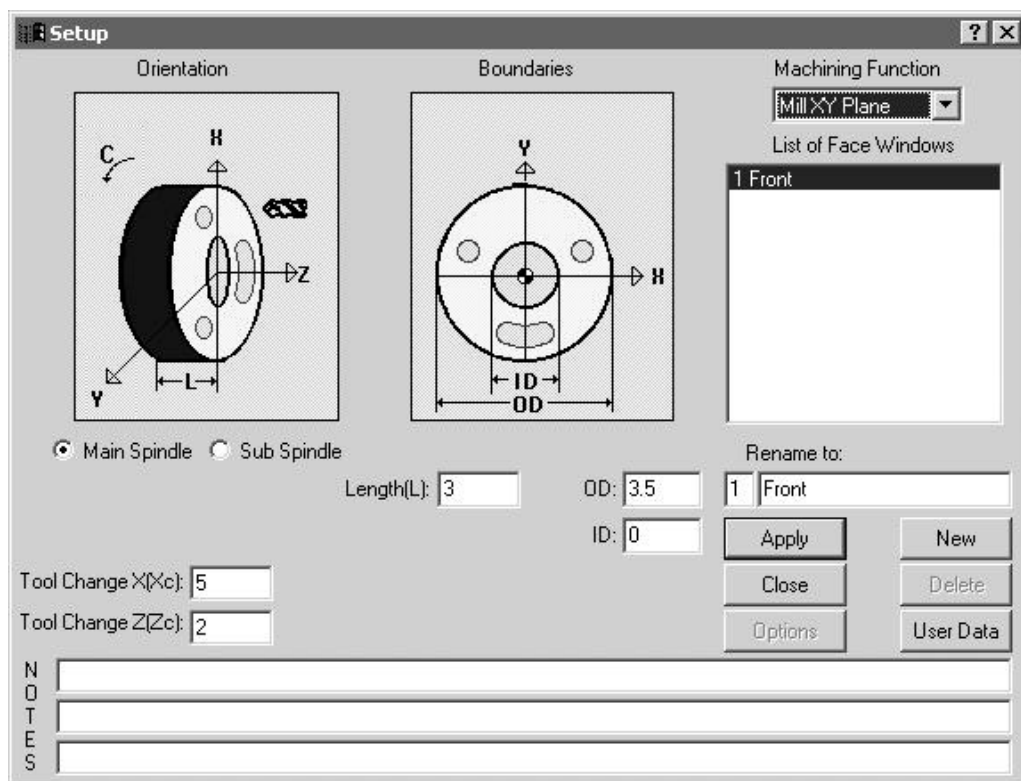 Setup
? X
Orientation
Boundaries
Machining Function
Mill XY Plane
List of Face Windows
1 Front
C
X
Z
Y
L
Y
X
ID
OD
Main Spindle
Sub Spindle
Rename to:
Length(L): 3
OD: 3.5
1 Front
ID: 0
Apply
New
Tool Change X(Xc): 5
Close
Delete
Tool Change Z(Zc): 2
Options
User Data
NOTES